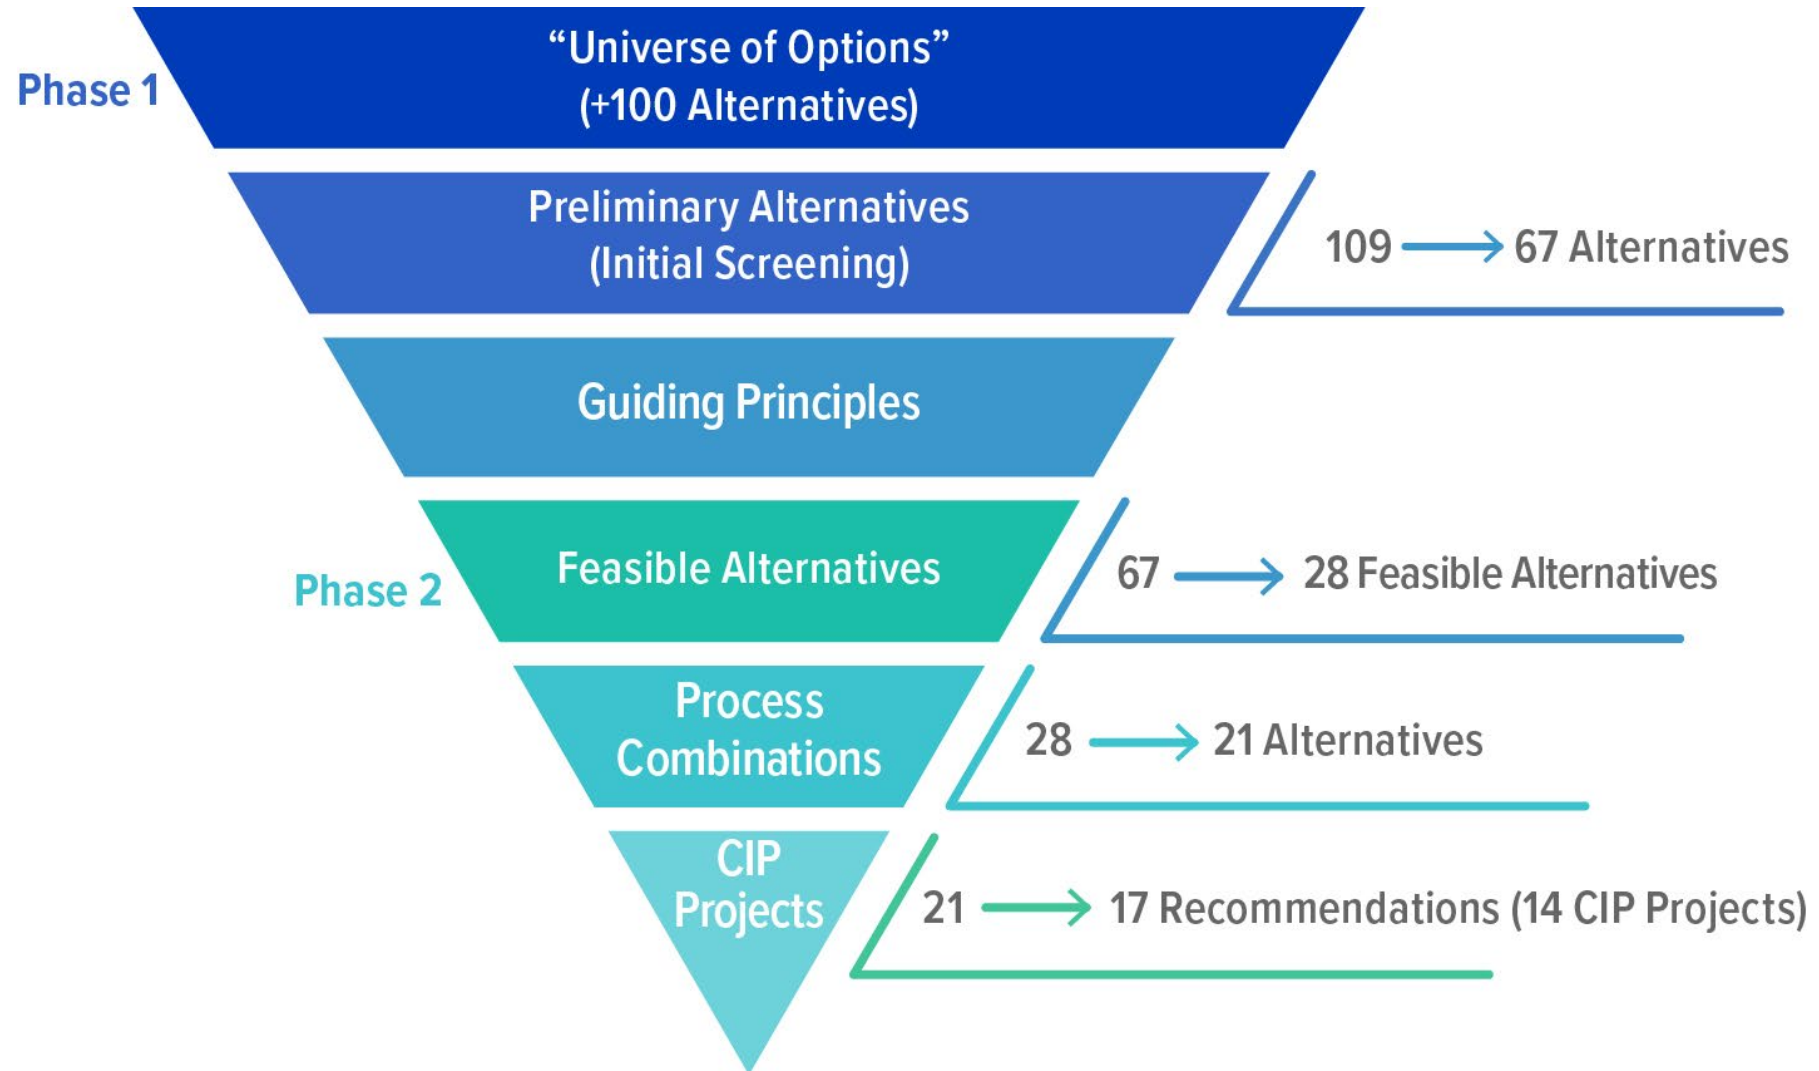 “Universe of Options”
(+100 Alternatives)
Phase 1
Preliminary Alternatives
(Initial Screening)
109 → 67 Alternatives
Guiding Principles
Feasible Alternatives
Phase 2
67 → 28 Feasible Alternatives
Process
Combinations
28 → 21 Alternatives
CIP
Projects
21 → 17 Recommendations (14 CIP Projects)